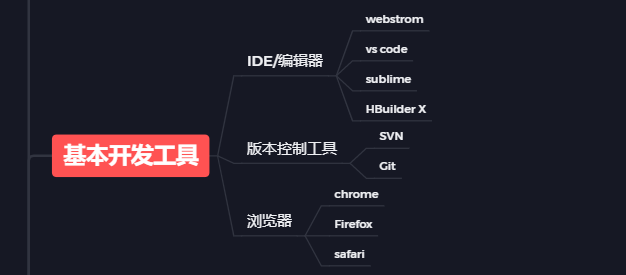 基本开发工具
IDE/编辑器
webstrom
vs code
sublime
HBuilder X
版本控制工具
SVN
Git
浏览器
chrome
Firefox
safari